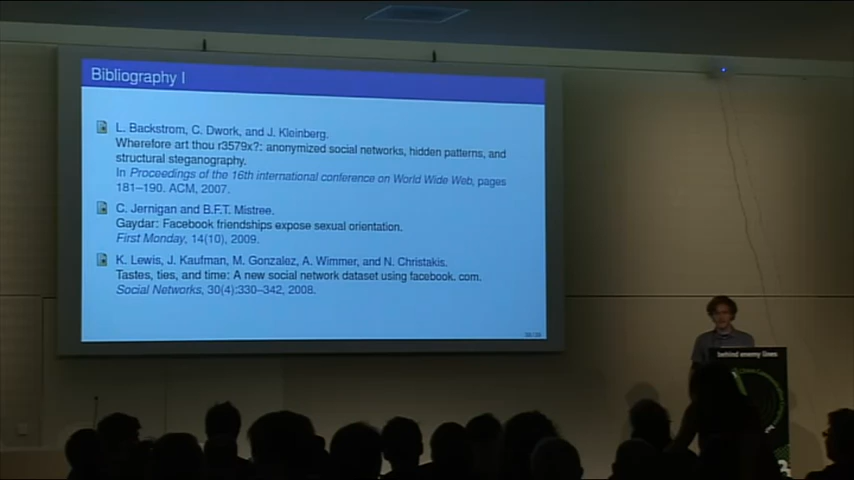 Bibliography I
L. Backstrom, C. Dwork, and J. Kleinberg.
Wherefore art thou r3579x?: anonymized social networks, hidden patterns, and
structural steganography.
In Proceedings of the 16th international conference on World Wide Web, pages
181–190. ACM, 2007.
C. Jernigan and B.F.T. Mistree.
Gaydar: Facebook friendships expose sexual orientation.
First Monday, 14(10), 2009.
K. Lewis, J. Kaufman, M. Gonzalez, A. Wimmer, and N. Christakis.
Tastes, ties, and time: A new social network dataset using facebook. com.
Social Networks, 30(4):330–342, 2008.
behind enemy lines